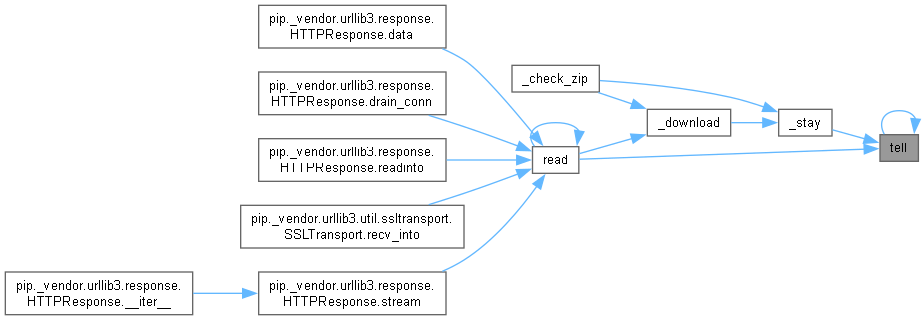 pip._vendor.urllib3.response.
HTTPResponse.data
pip._vendor.urllib3.response.
HTTPResponse.drain_conn
pip._vendor.urllib3.response.
HTTPResponse.readinto
pip._vendor.urllib3.util.ssltransport.
SSLTransport.recv_into
pip._vendor.urllib3.response.
HTTPResponse.__iter__
pip._vendor.urllib3.response.
HTTPResponse.stream
read
_check_zip
_download
_stay
tell